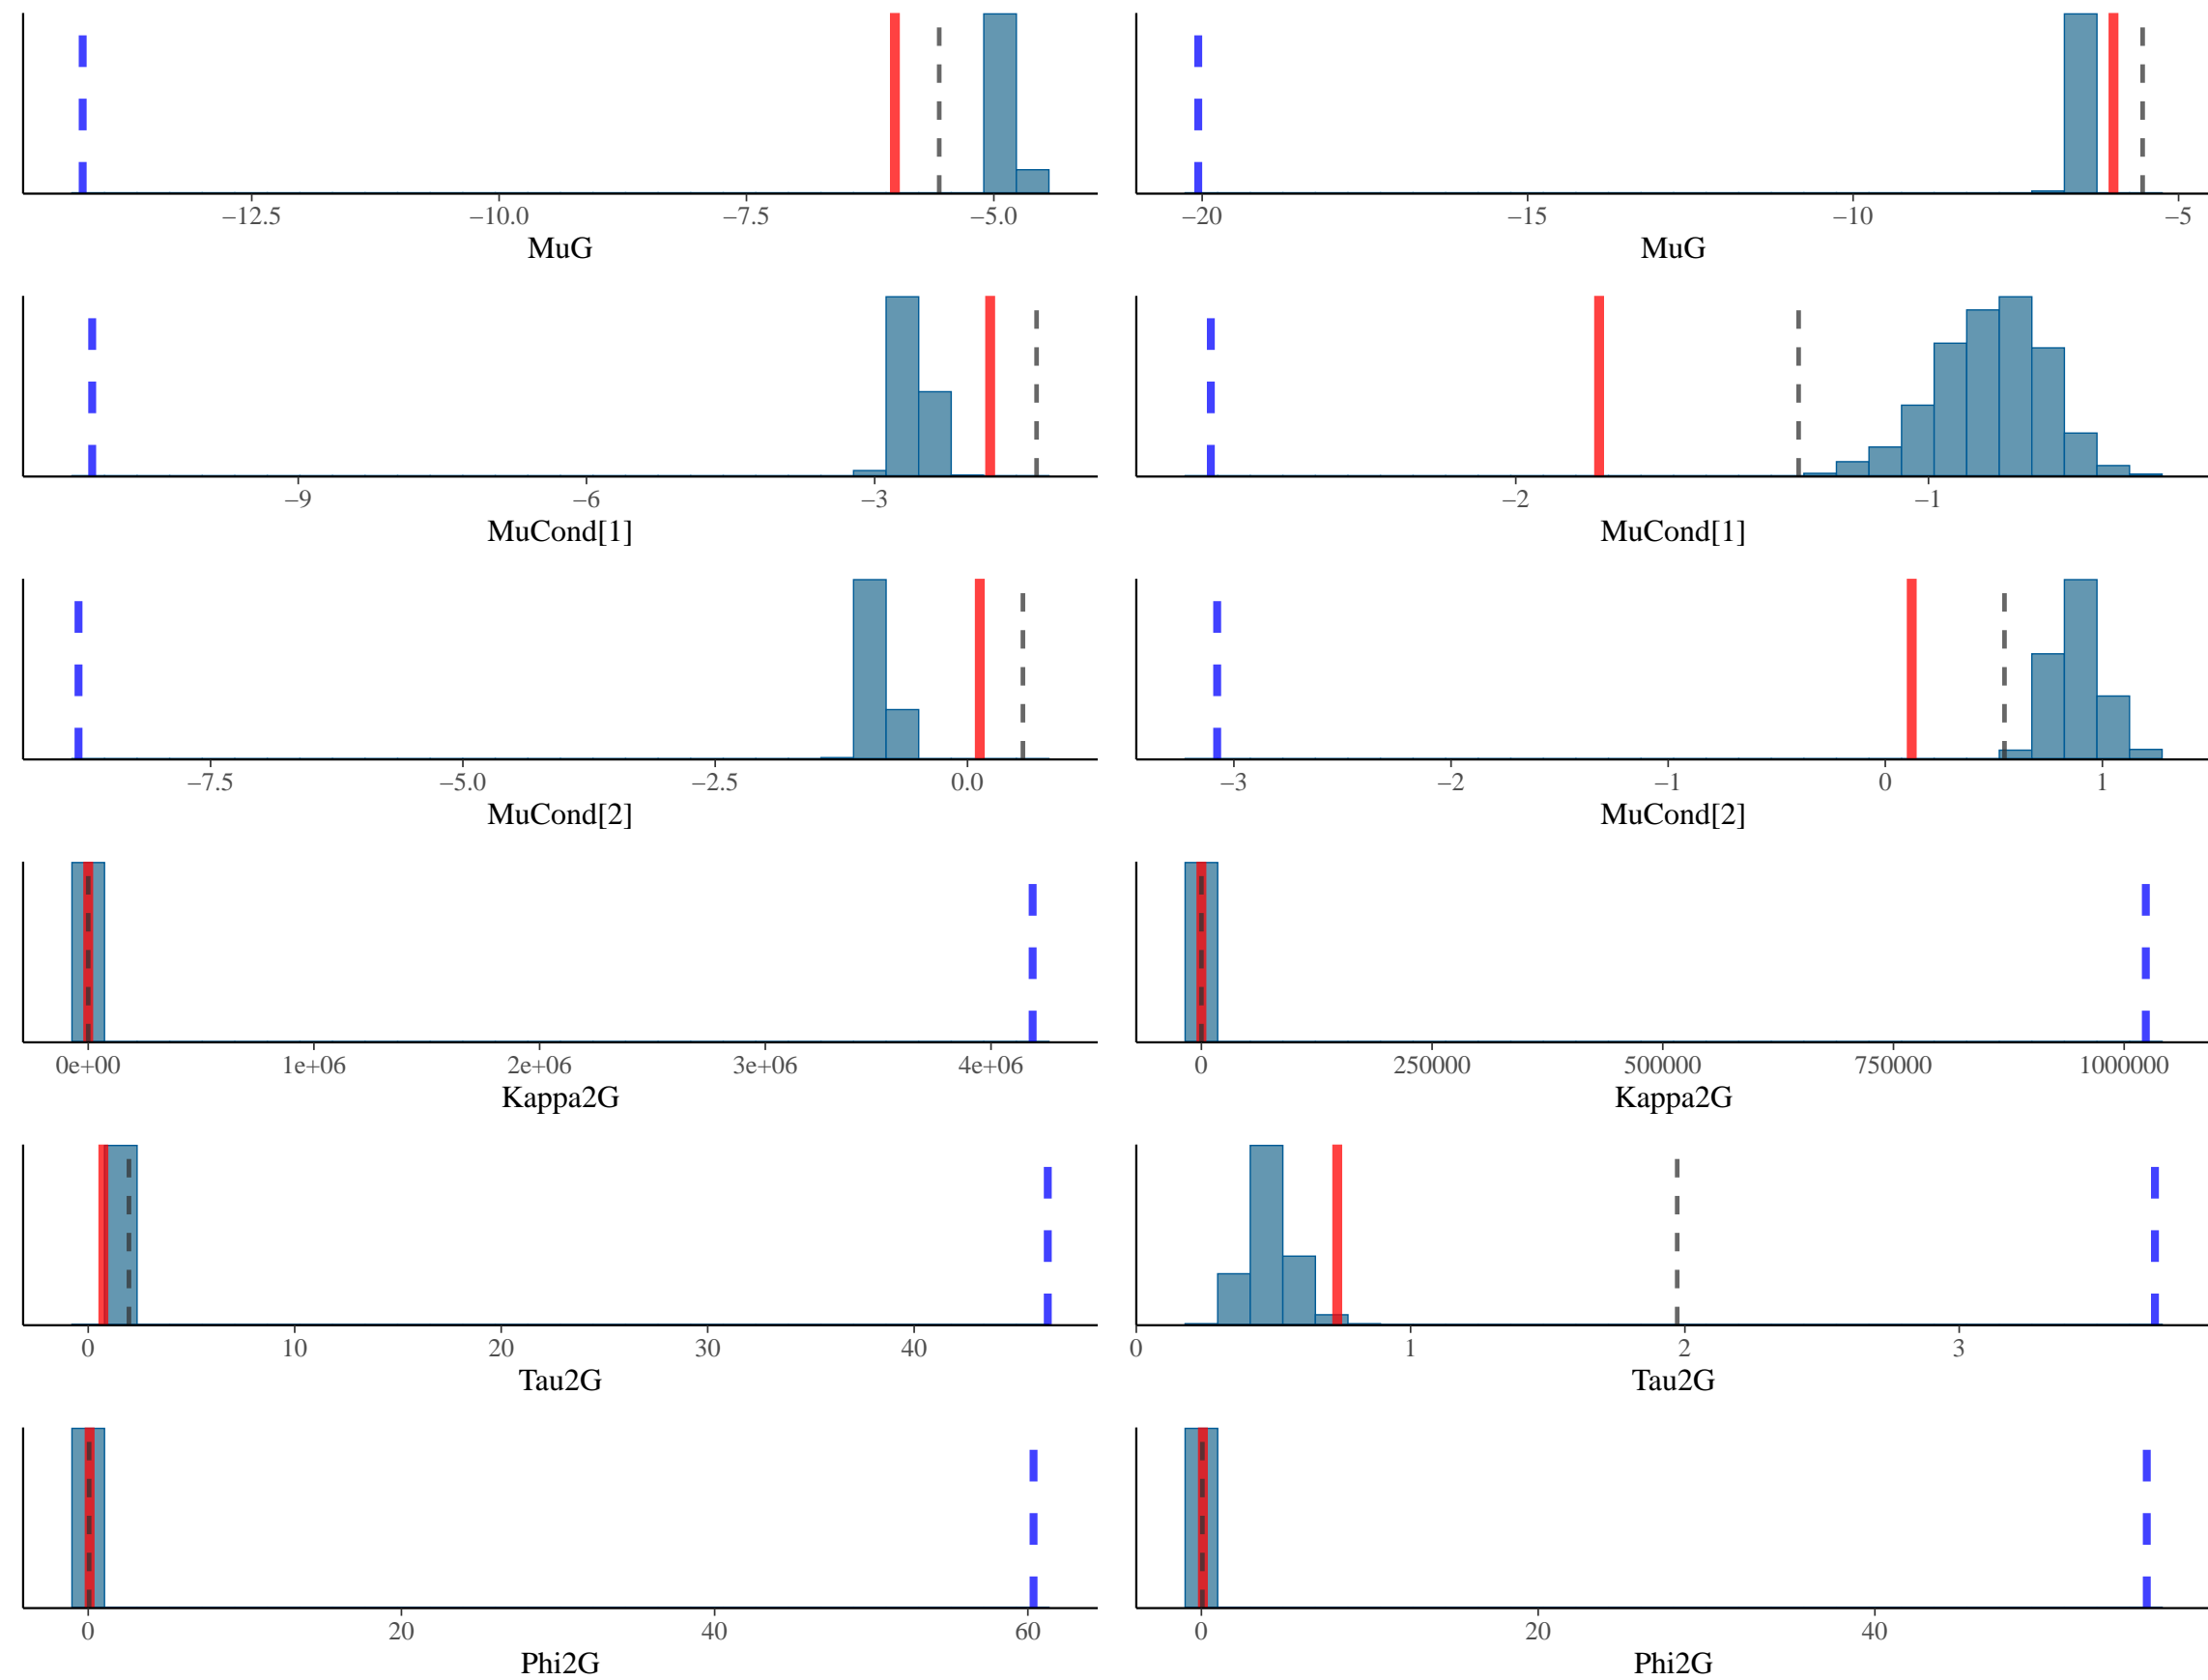 −12.5 −10.0 −7.5 −5.0
MuG
−20 −15 −10 −5
MuG
−9 −6 −3
MuCond[1]
−2 −1
MuCond[1]
−7.5 −5.0 −2.5 0.0
MuCond[2]
−3 −2 −1 0 1
MuCond[2]
0e+00 1e+06 2e+06 3e+06 4e+06
Kappa2G
0 250000 500000 750000 1000000
Kappa2G
0 10 20 30 40
Tau2G
0 1 2 3
Tau2G
0 20 40 60
Phi2G
0 20 40
Phi2G